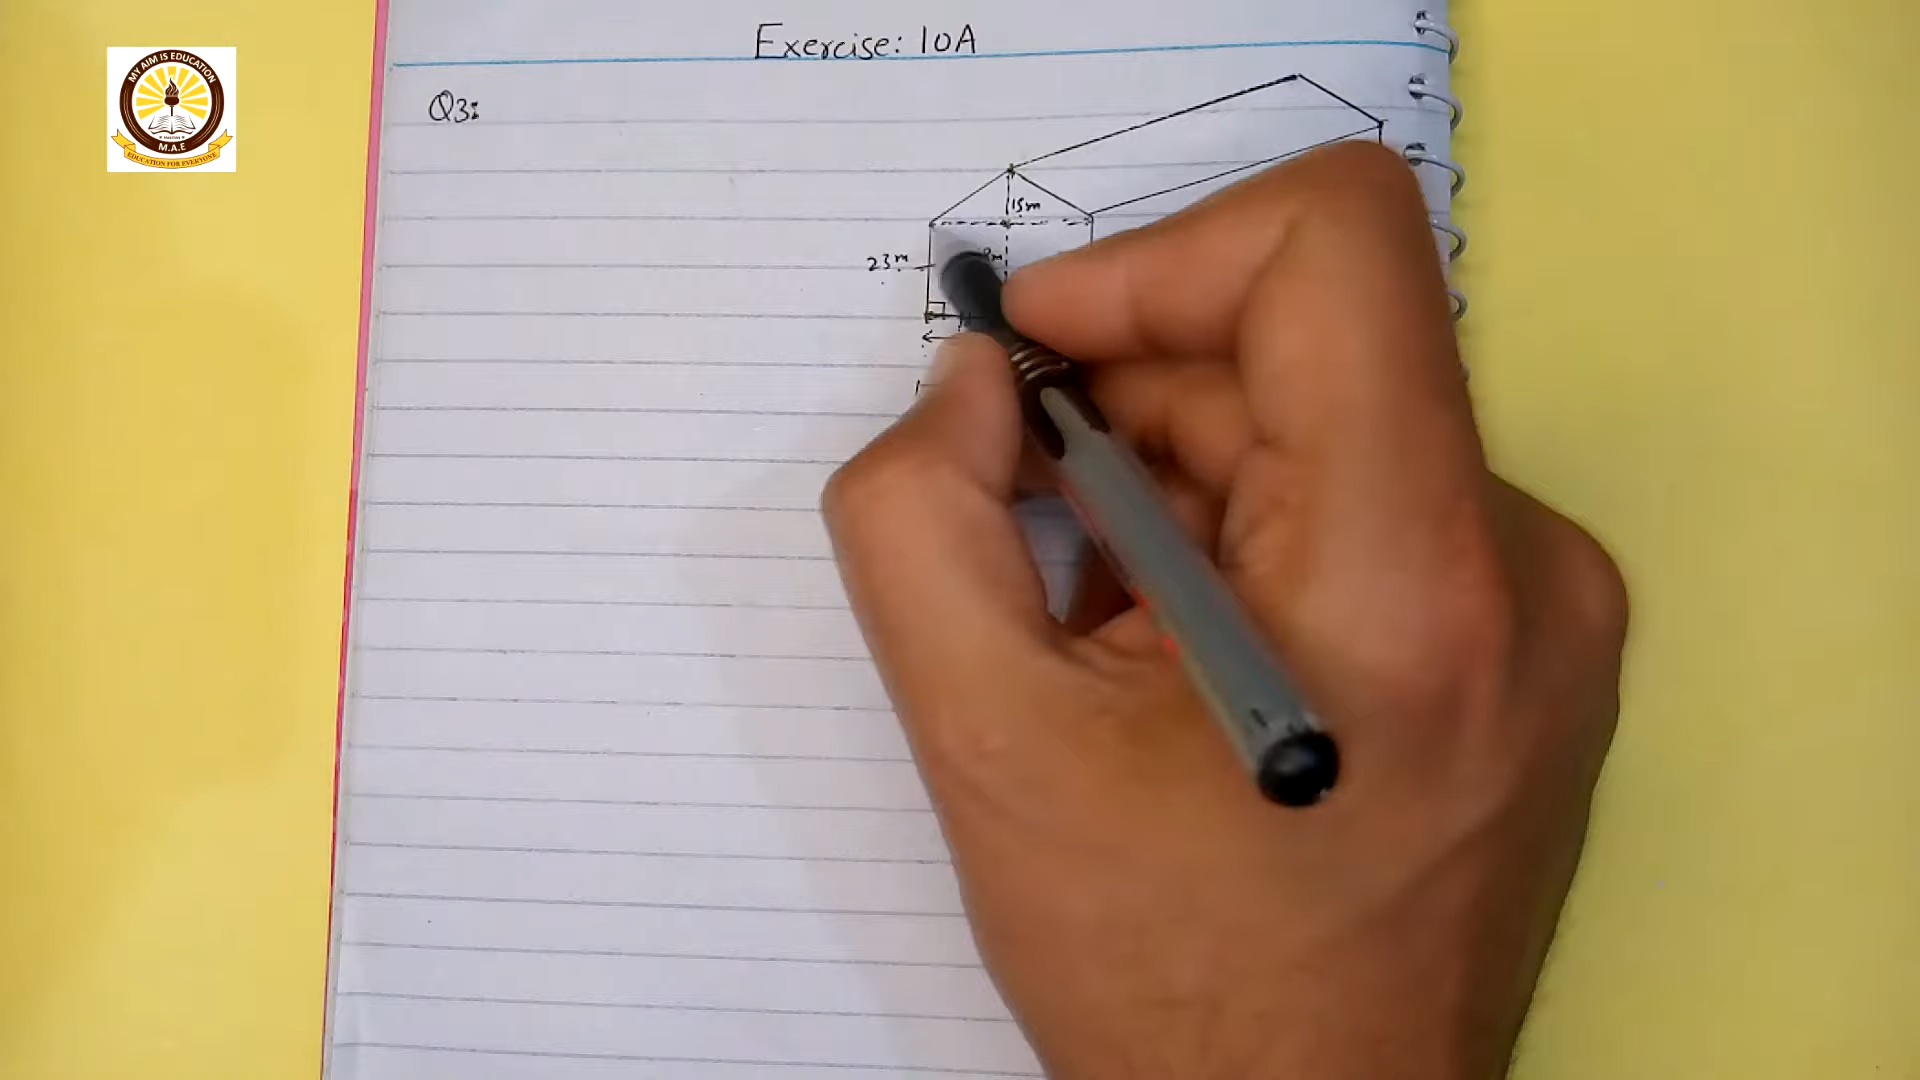 MY AIM IS EDUCATION
M.A.E
EDUCATION FOR EVERYONE
Exercise: 10A
Q3:
15m
23m